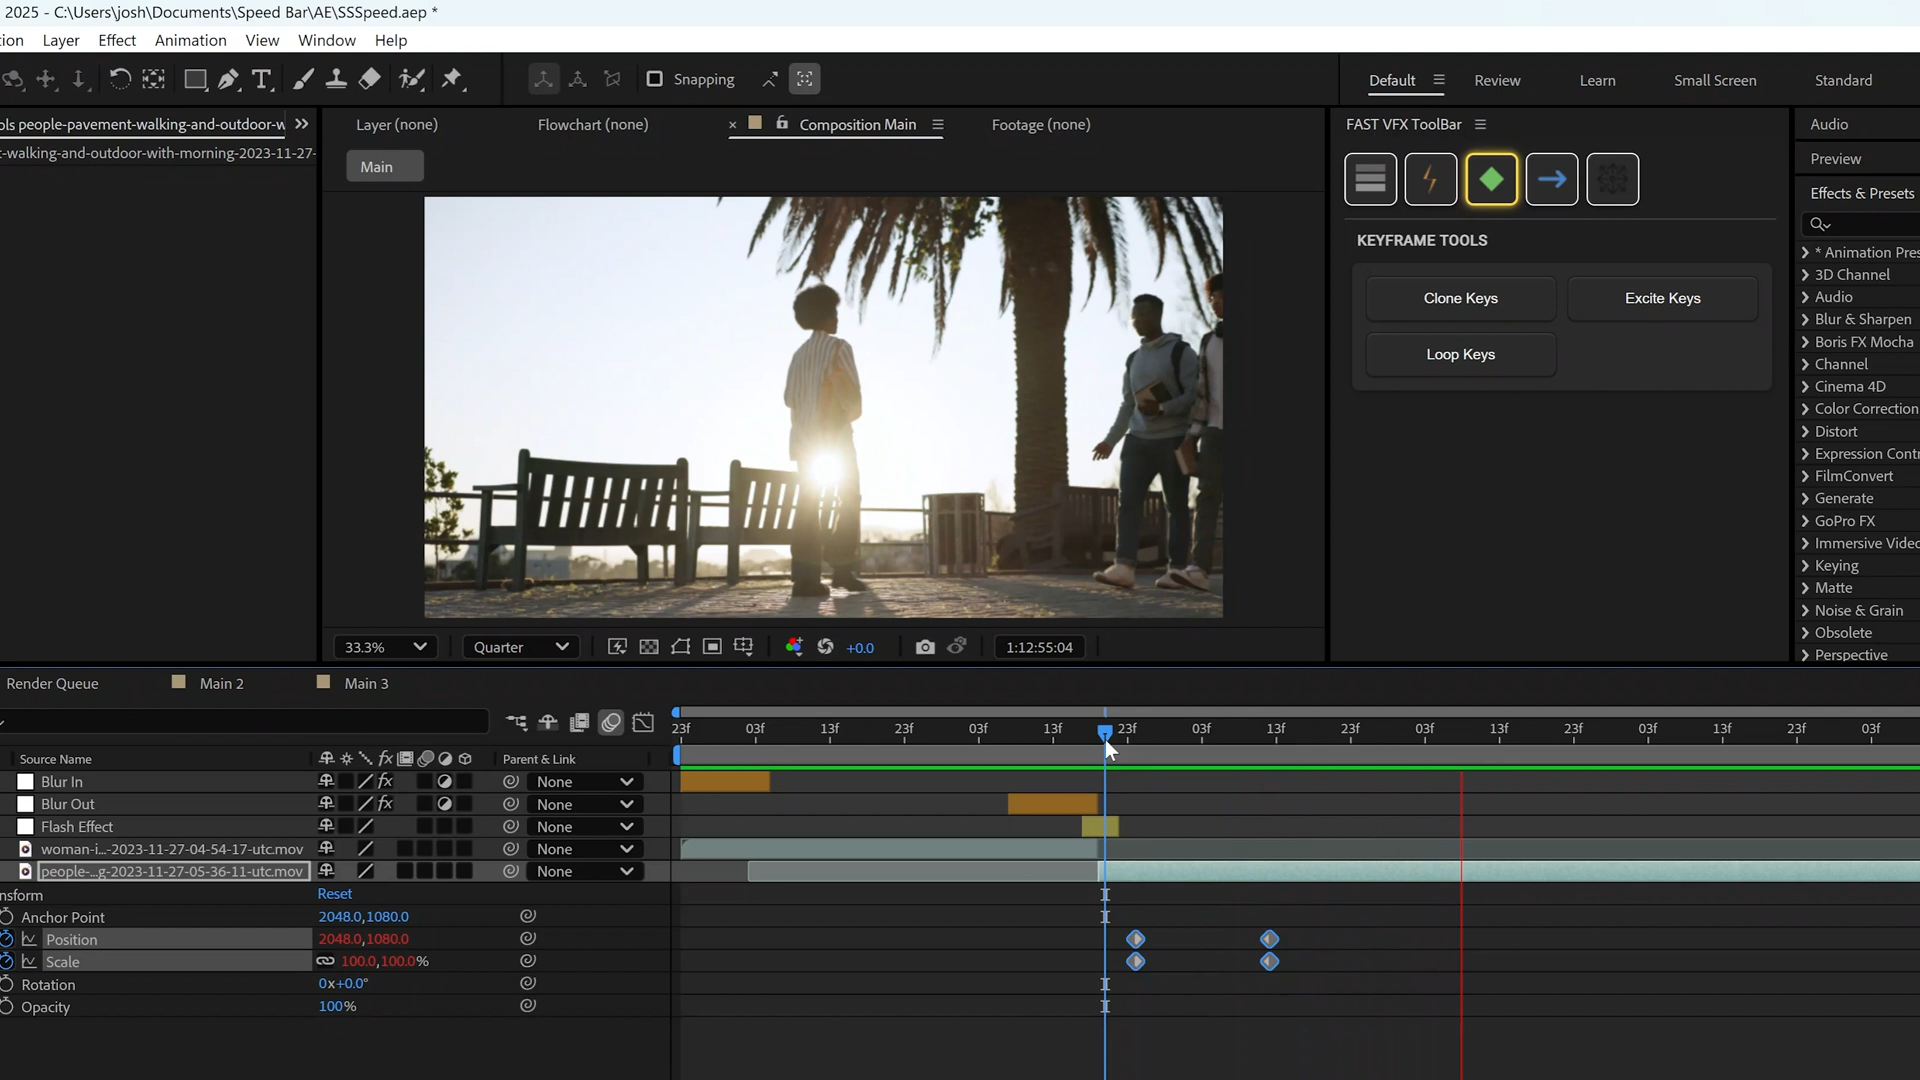 2025 - C:\Users\josh\Documents\Speed Bar\AE\SSSpeed.aep *
tion Layer Effect Animation View Window Help
Snapping
Default Review Learn Small Screen Standard
ols people-pavement-walking-and-outdoor-w
Layer (none) Flowchart (none) × Composition Main Footage (none)
FAST VFX ToolBar
Audio
t-walking-and-outdoor-with-morning-2023-11-27-
Main
Preview
Effects & Presets
KEYFRAME TOOLS
Clone Keys Excite Keys
Loop Keys
* Animation Pres
3D Channel
Audio
Blur & Sharpen
Boris FX Mocha
Channel
Cinema 4D
Color Correction
Distort
Expression Contr
FilmConvert
Generate
GoPro FX
Immersive Video
Keying
Matte
Noise & Grain
Obsolete
Perspective
33.3% Quarter +0.0 1:12:55:04
Render Queue Main 2 Main 3
23f 03f 13f 23f 03f 13f 23f 03f 13f 23f 03f 13f 23f 03f 13f 23f 03f
Source Name fx Parent & Link
Blur In fx None
Blur Out fx None
Flash Effect None
woman-i...-2023-11-27-04-54-17-utc.mov None
people-...g-2023-11-27-05-36-11-utc.mov None
nsform Reset
Anchor Point 2048.0,1080.0
Position 2048.0,1080.0
Scale 100.0,100.0%
Rotation 0x+0.0°
Opacity 100%